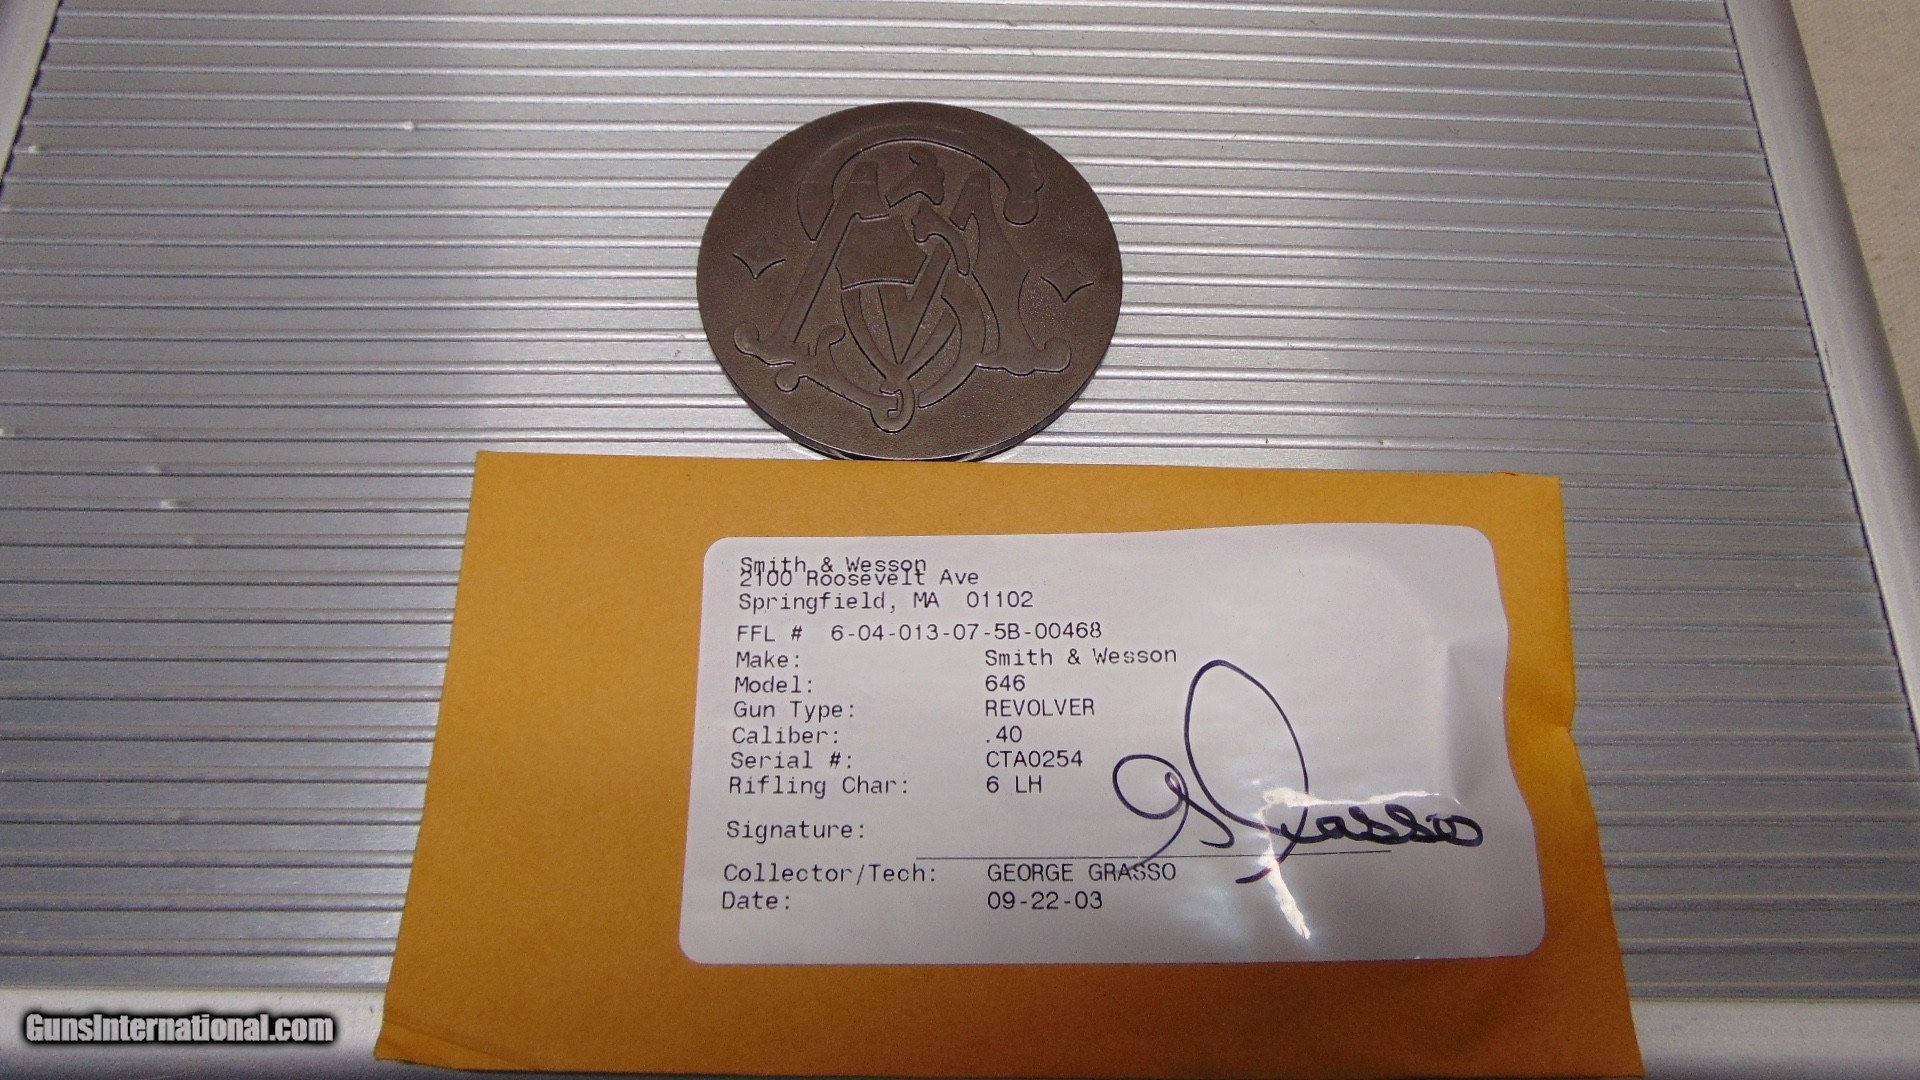 Smith & Wesson
2100 Roosevelt Ave
Springfield, MA 01102
FFL # 6-04-013-07-5B-00468
Make: Smith & Wesson
Model: 646
Gun Type: REVOLVER
Caliber: .40
Serial #: CTA0254
Rifling Char: 6 LH
Signature: G Grasso
Collector/Tech: GEORGE GRASSO
Date: 09-22-03
GunsInternational.com